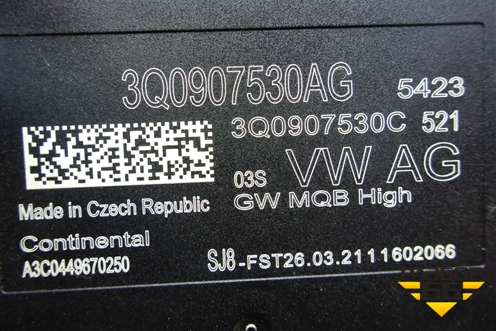 3Q0907530AG 5423
3Q0907530C 521
03S VW AG
GW MQB High
Made in Czech Republic
Continental
A3C0449670250
SJ8-FST26.03.2111602066